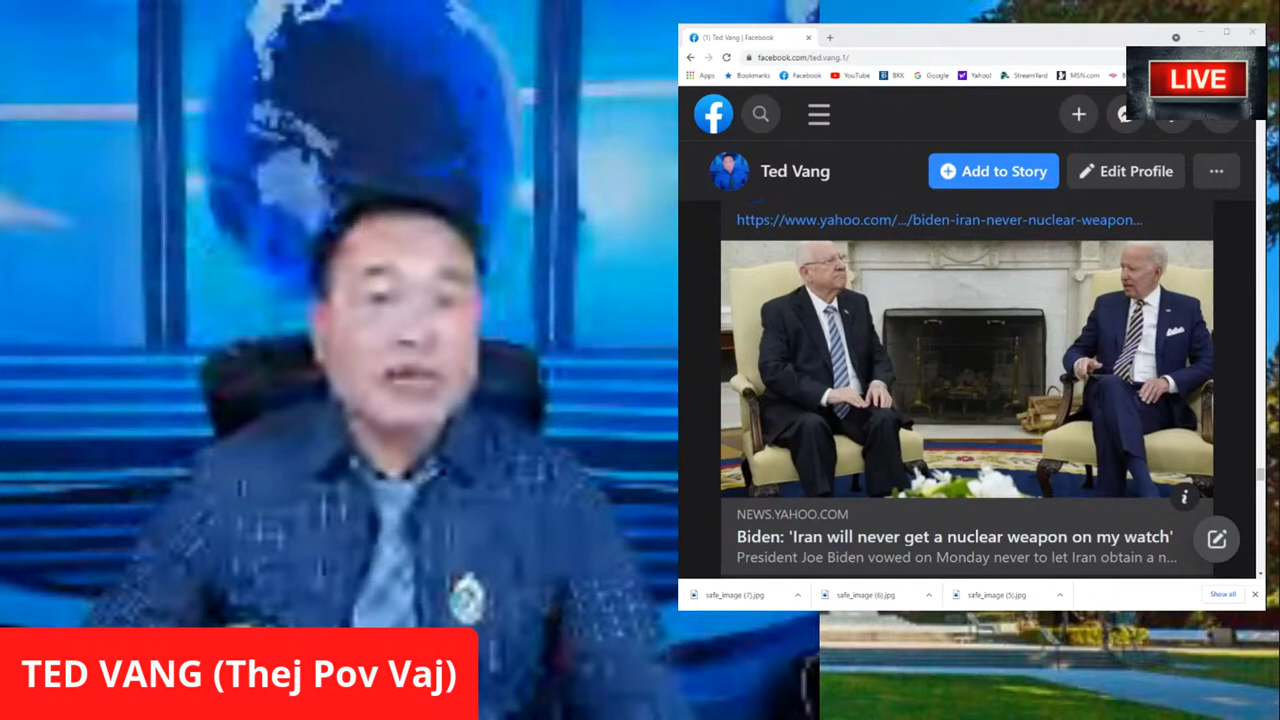 TED VANG (Thej Pov Vaj)
(1) Ted Vang | Facebook
facebook.com/ted.vang.1/
Apps
Bookmarks
Facebook
YouTube
BKK
Google
Yahoo!
StreamYard
MSN.com
LIVE
Ted Vang
Add to Story
Edit Profile
https://www.yahoo.com/.../biden-iran-never-nuclear-weapon...
NEWS.YAHOO.COM
Biden: 'Iran will never get a nuclear weapon on my watch'
President Joe Biden vowed on Monday never to let Iran obtain a n...
safe_image (7).jpg
safe_image (6).jpg
safe_image (5).jpg
Show all